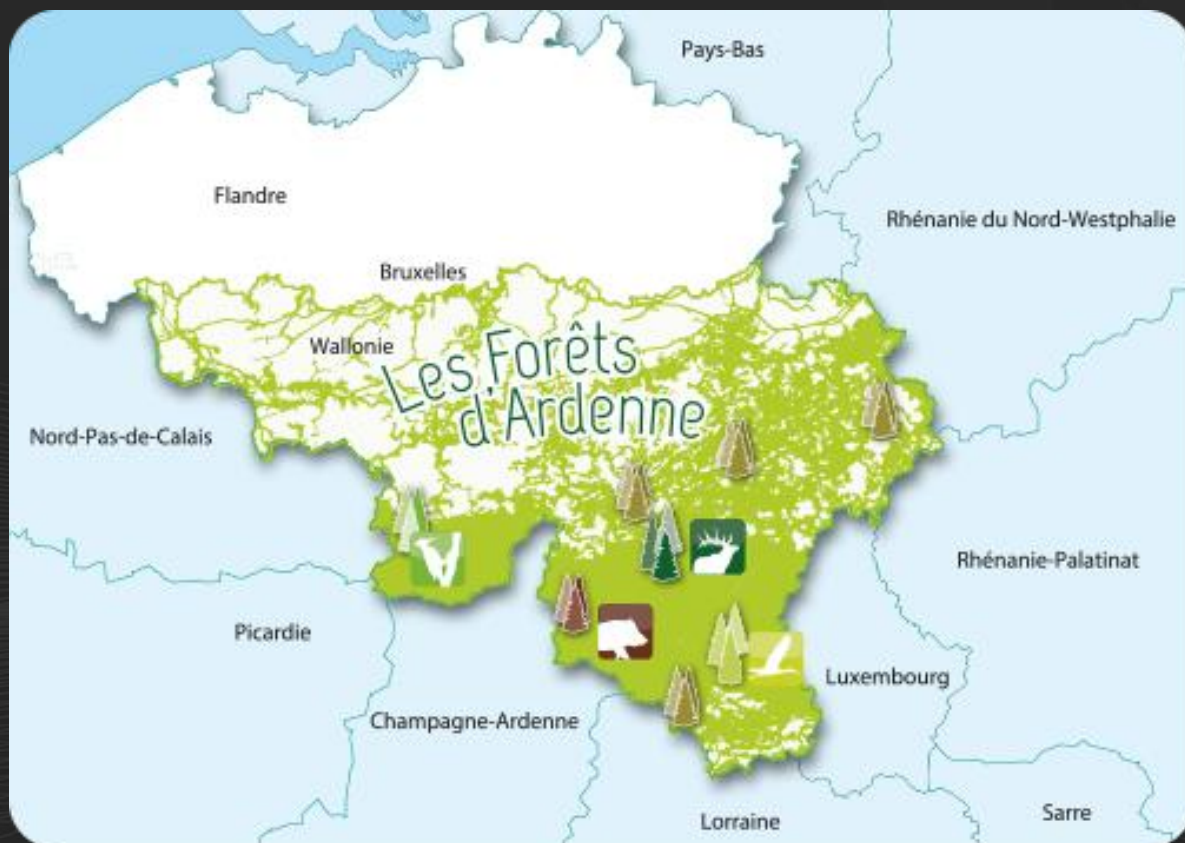 Pays-Bas
Flandre
Rhénanie du Nord-Westphalie
Bruxelles
Wallonie
Les Forêts
d'Ardenne
Nord-Pas-de-Calais
Rhénanie-Palatinat
Picardie
Luxembourg
Champagne-Ardenne
Lorraine
Sarre